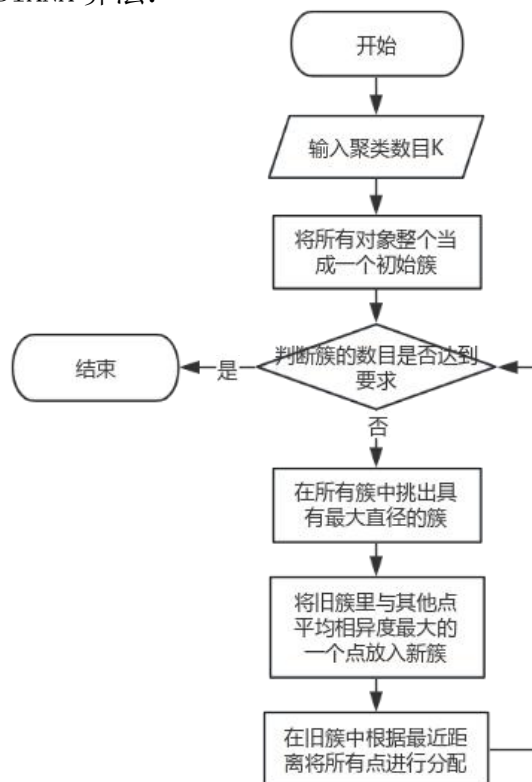 DIANA 算法:
开始
输入聚类数目K
将所有对象整个当
成一个初始簇
判断簇的数目是否达到
要求
是
结束
否
在所有簇中挑出具
有最大直径的簇
将旧簇里与其他点
平均相异度最大的
一个点放入新簇
在旧簇中根据最近距
离将所有点进行分配